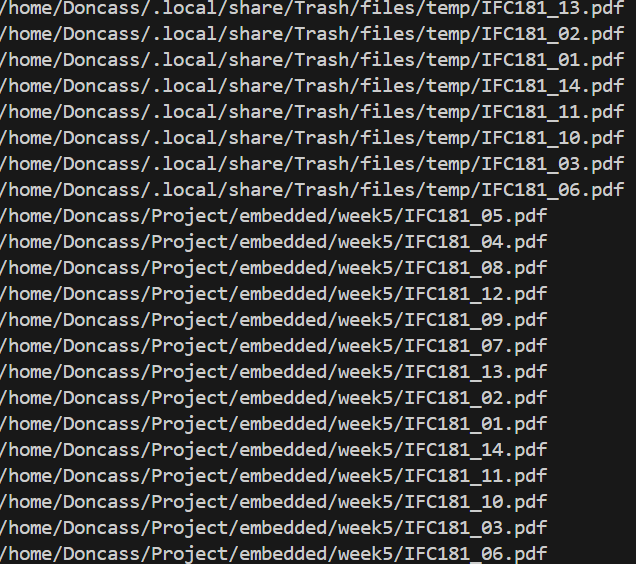 /home/Doncass/.local/share/Trash/files/temp/IFC181_13.pdf
/home/Doncass/.local/share/Trash/files/temp/IFC181_02.pdf
/home/Doncass/.local/share/Trash/files/temp/IFC181_01.pdf
/home/Doncass/.local/share/Trash/files/temp/IFC181_14.pdf
/home/Doncass/.local/share/Trash/files/temp/IFC181_11.pdf
/home/Doncass/.local/share/Trash/files/temp/IFC181_10.pdf
/home/Doncass/.local/share/Trash/files/temp/IFC181_03.pdf
/home/Doncass/.local/share/Trash/files/temp/IFC181_06.pdf
/home/Doncass/Project/embedded/week5/IFC181_05.pdf
/home/Doncass/Project/embedded/week5/IFC181_04.pdf
/home/Doncass/Project/embedded/week5/IFC181_08.pdf
/home/Doncass/Project/embedded/week5/IFC181_12.pdf
/home/Doncass/Project/embedded/week5/IFC181_09.pdf
/home/Doncass/Project/embedded/week5/IFC181_07.pdf
/home/Doncass/Project/embedded/week5/IFC181_13.pdf
/home/Doncass/Project/embedded/week5/IFC181_02.pdf
/home/Doncass/Project/embedded/week5/IFC181_01.pdf
/home/Doncass/Project/embedded/week5/IFC181_14.pdf
/home/Doncass/Project/embedded/week5/IFC181_11.pdf
/home/Doncass/Project/embedded/week5/IFC181_10.pdf
/home/Doncass/Project/embedded/week5/IFC181_03.pdf
/home/Doncass/Project/embedded/week5/IFC181_06.pdf